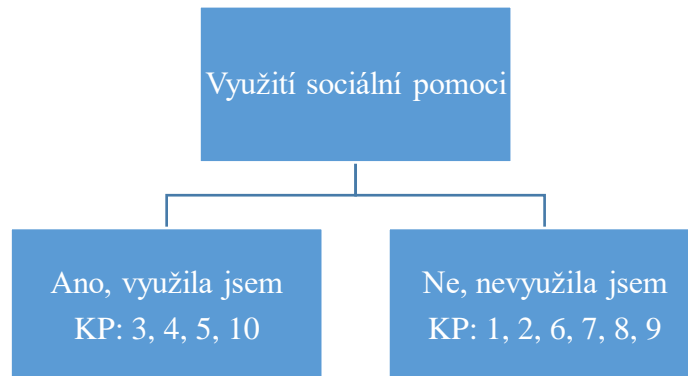 Využití sociální pomoci
Ano, využila jsem
KP: 3, 4, 5, 10
Ne, nevyužila jsem
KP: 1, 2, 6, 7, 8, 9